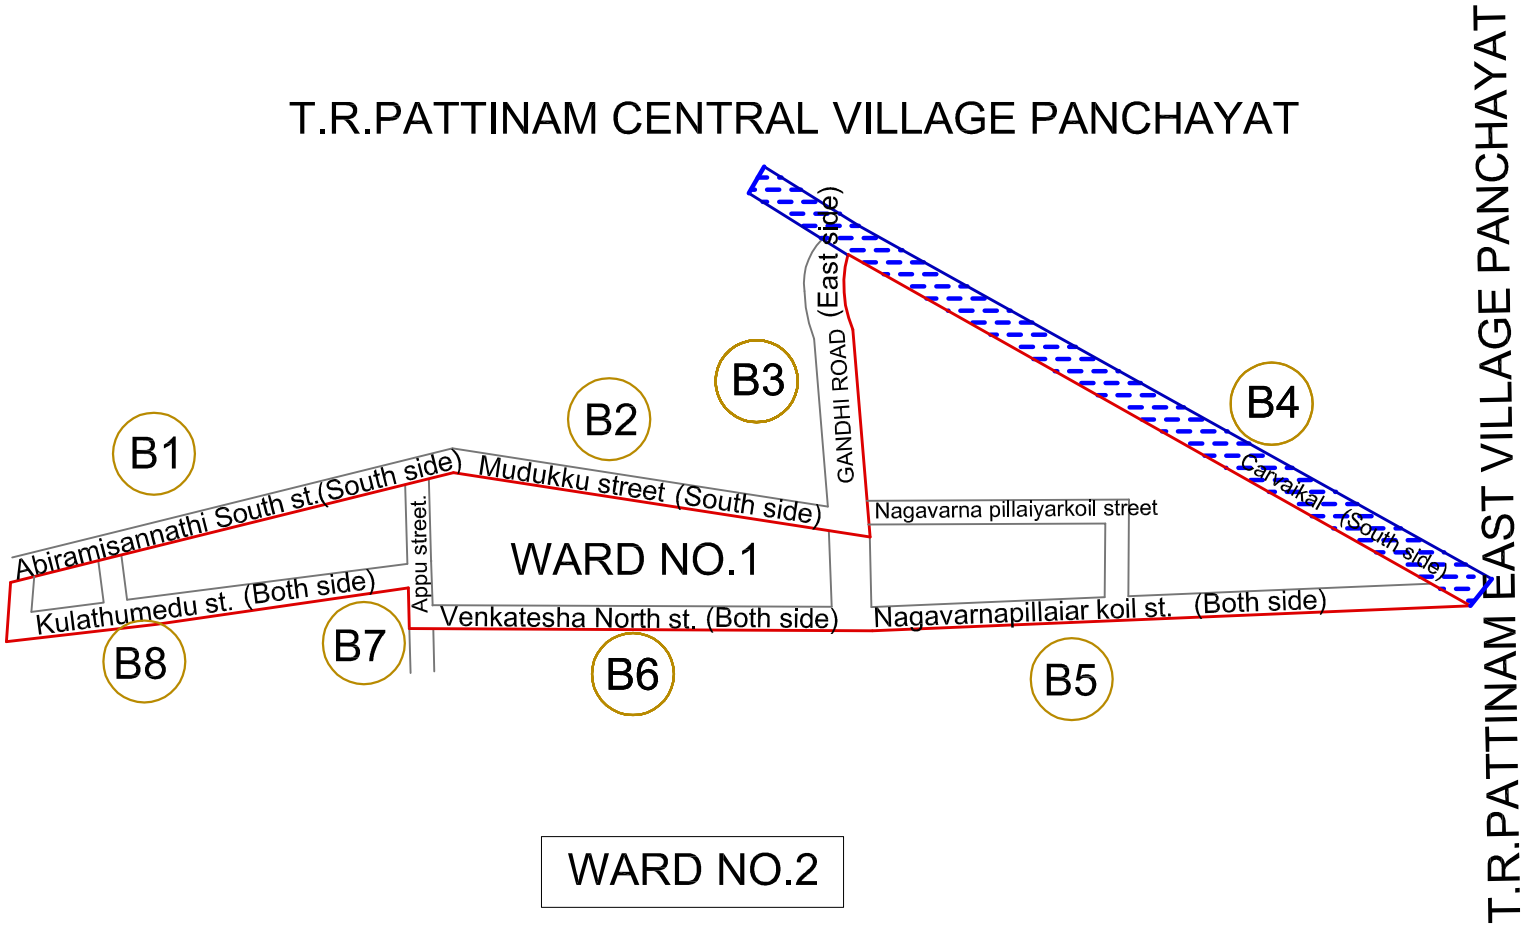 T.R.PATTINAM CENTRAL VILLAGE PANCHAYAT
T.R.PATTINAM EAST VILLAGE PANCHAYAT
GANDHI ROAD (East side)
B3
B4
B2
B1
Abiramisannathi South st.(South side)
Mudukku street (South side)
Carvaikal (South side)
Nagavarna pillaiyarkoil street
Appu street.
WARD NO.1
Kulathumedu st. (Both side)
Venkatesha North st. (Both side)
Nagavarnapillaiar koil st. (Both side)
B8
B7
B6
B5
WARD NO.2